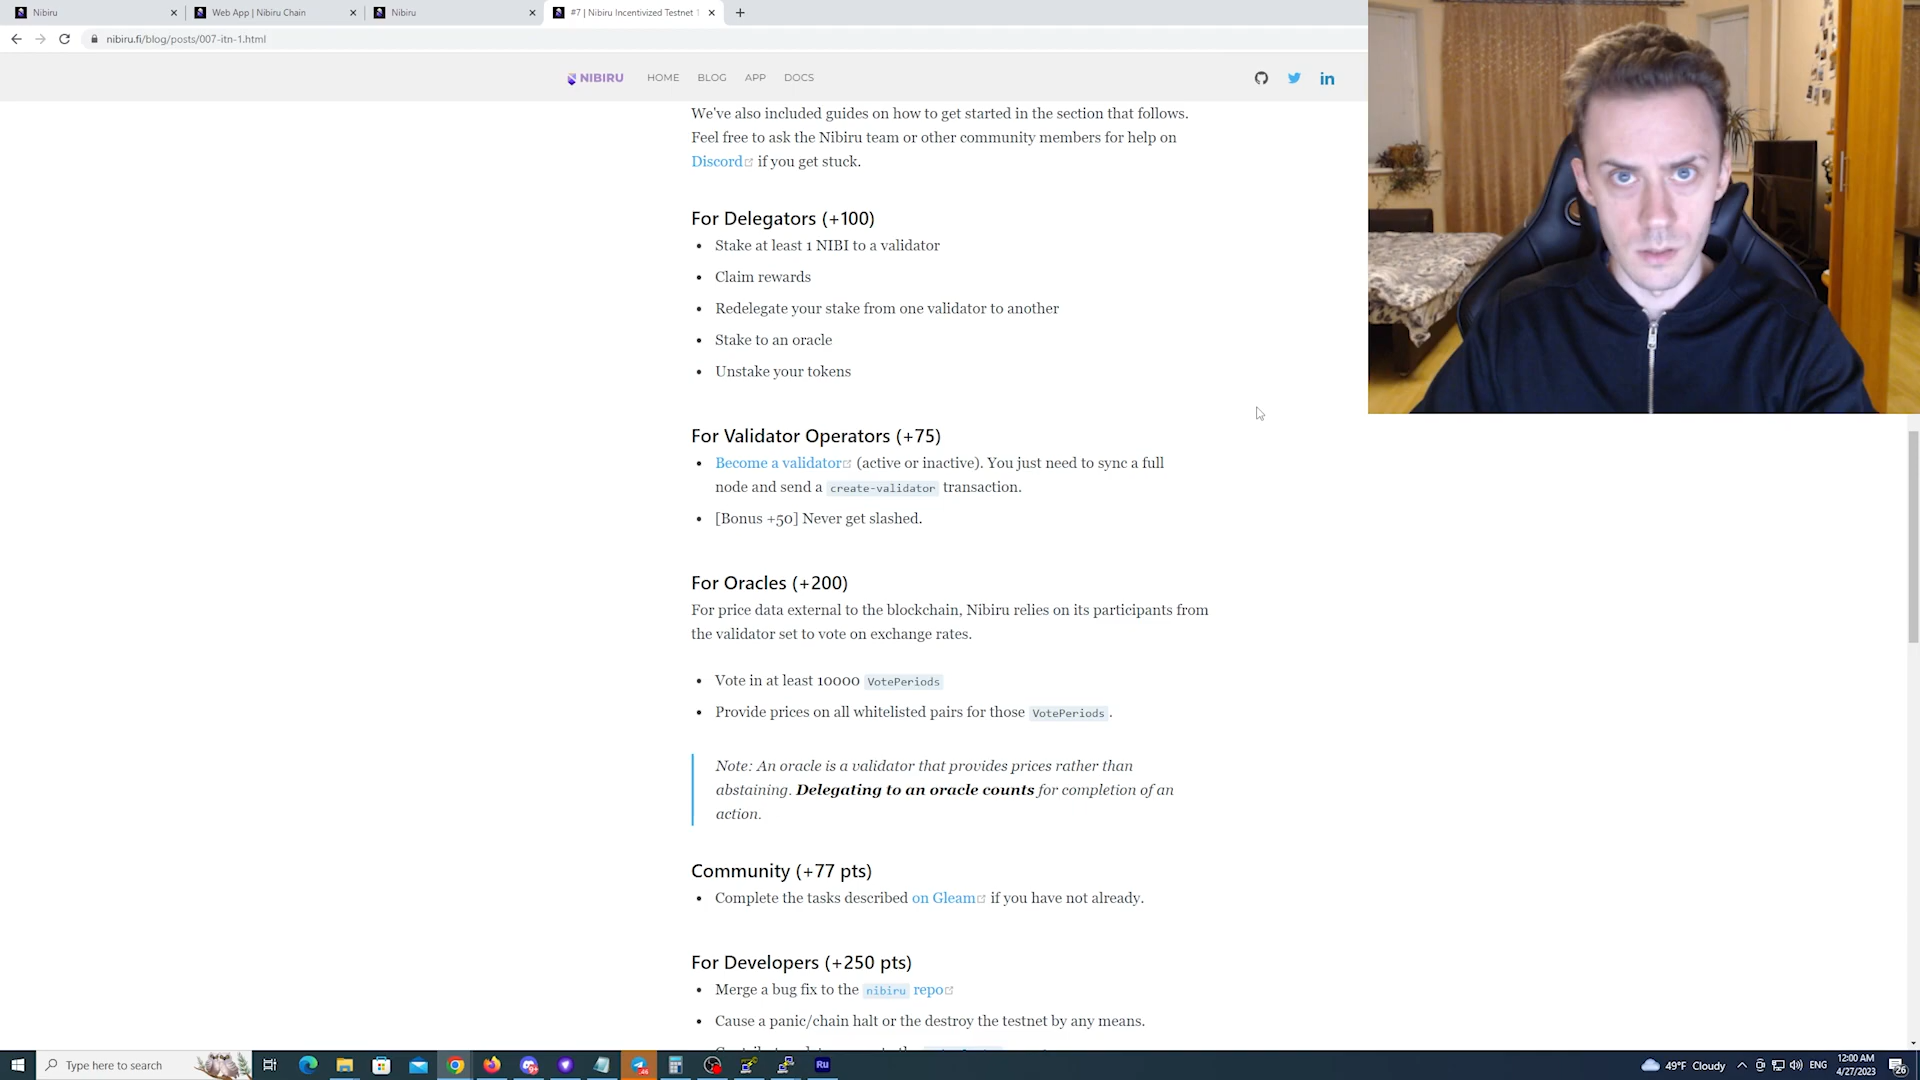 Nibiru
Web App | Nibiru Chain
Nibiru
#7 | Nibiru Incentivized Testnet
nibiru.fi/blog/posts/007-itn-1.html
NIBIRU
HOME
BLOG
APP
DOCS
We've also included guides on how to get started in the section that follows.
Feel free to ask the Nibiru team or other community members for help on
Discord if you get stuck.
For Delegators (+100)
• Stake at least 1 NIBI to a validator
• Claim rewards
• Redelegate your stake from one validator to another
• Stake to an oracle
• Unstake your tokens
For Validator Operators (+75)
• Become a validator (active or inactive). You just need to sync a full
node and send a create-validator transaction.
• [Bonus +50] Never get slashed.
For Oracles (+200)
For price data external to the blockchain, Nibiru relies on its participants from
the validator set to vote on exchange rates.
• Vote in at least 10000 VotePeriods
• Provide prices on all whitelisted pairs for those VotePeriods.
Note: An oracle is a validator that provides prices rather than
abstaining. Delegating to an oracle counts for completion of an
action.
Community (+77 pts)
• Complete the tasks described on Gleam if you have not already.
For Developers (+250 pts)
• Merge a bug fix to the nibiru repo
• Cause a panic/chain halt or the destroy the testnet by any means.
Type here to search
Ru
49°F Cloudy
ENG
12:00 AM
4/27/2023
26